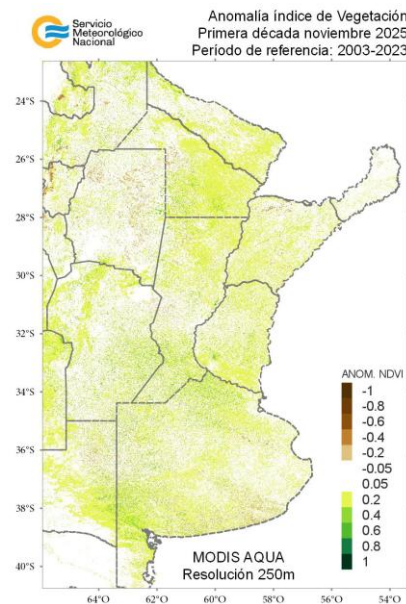 Servicio
Meteorológico
Nacional
Anomalía índice de Vegetación
Primera década noviembre 2025
Período de referencia: 2003-2023
24°S
26°S
28°S
30°S
32°S
34°S
36°S
38°S
40°S
ANOM. NDVI
-1
-0.8
-0.6
-0.4
-0.2
-0.05
0.05
0.2
0.4
0.6
0.8
1
MODIS AQUA
Resolución 250m
64°O
62°O
60°O
58°O
56°O
54°O